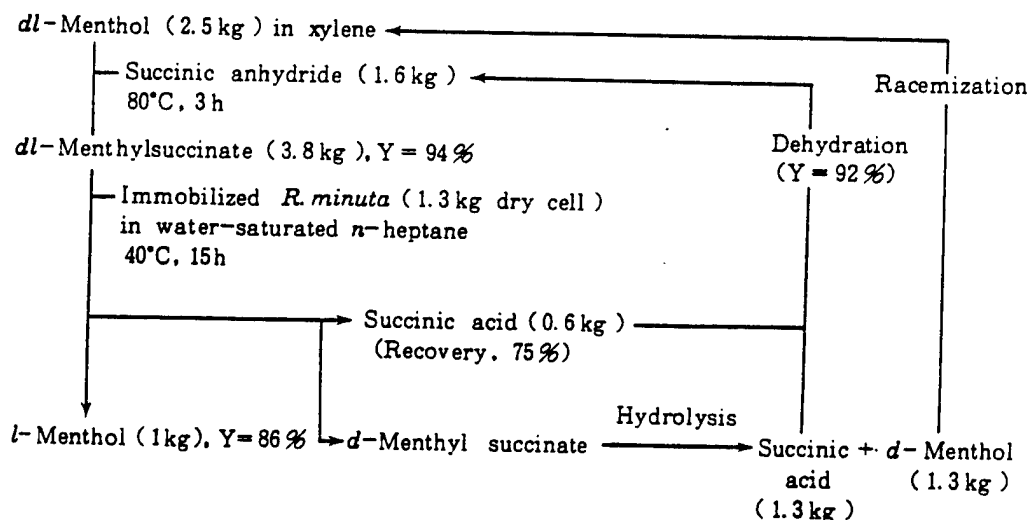 dl-Menthol (2.5 kg) in xylene
Succinic anhydride (1.6 kg)
80°C, 3 h
Racemization
dl-Menthylsuccinate (3.8 kg), Y = 94%
Dehydration
(Y = 92%)
Immobilized R. minuta (1.3 kg dry cell)
in water-saturated n-heptane
40°C, 15h
Succinic acid (0.6 kg)
(Recovery, 75%)
l-Menthol (1 kg), Y = 86%
d-Menthyl succinate
Hydrolysis
Succinic + d-Menthol
acid (1.3 kg)
(1.3 kg)